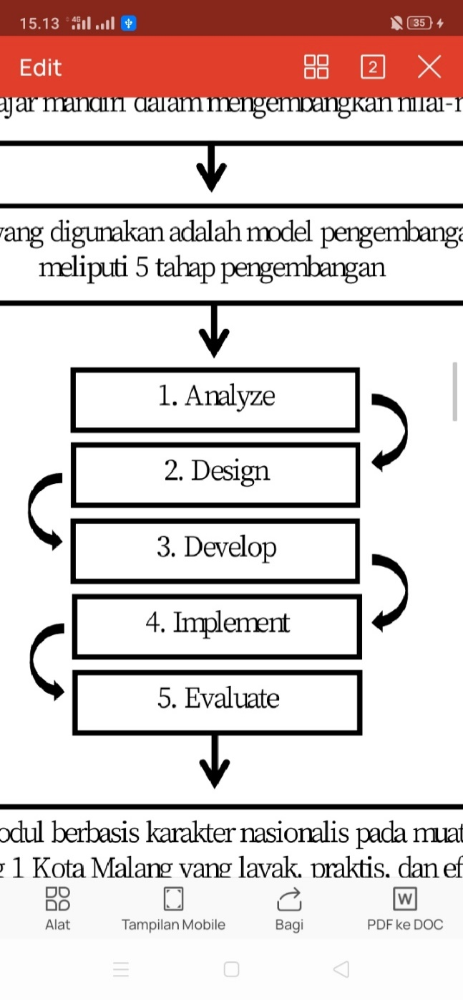 15.13 4G 35
Edit 2
ajar mandiri dalam mengembangkan nilai-n
yang digunakan adalah model pengembanga
meliputi 5 tahap pengembangan
1. Analyze
2. Design
3. Develop
4. Implement
5. Evaluate
odul berbasis karakter nasionalis pada muat
g 1 Kota Malang yang layak, praktis, dan ef
Alat Tampilan Mobile Bagi W PDF ke DOC